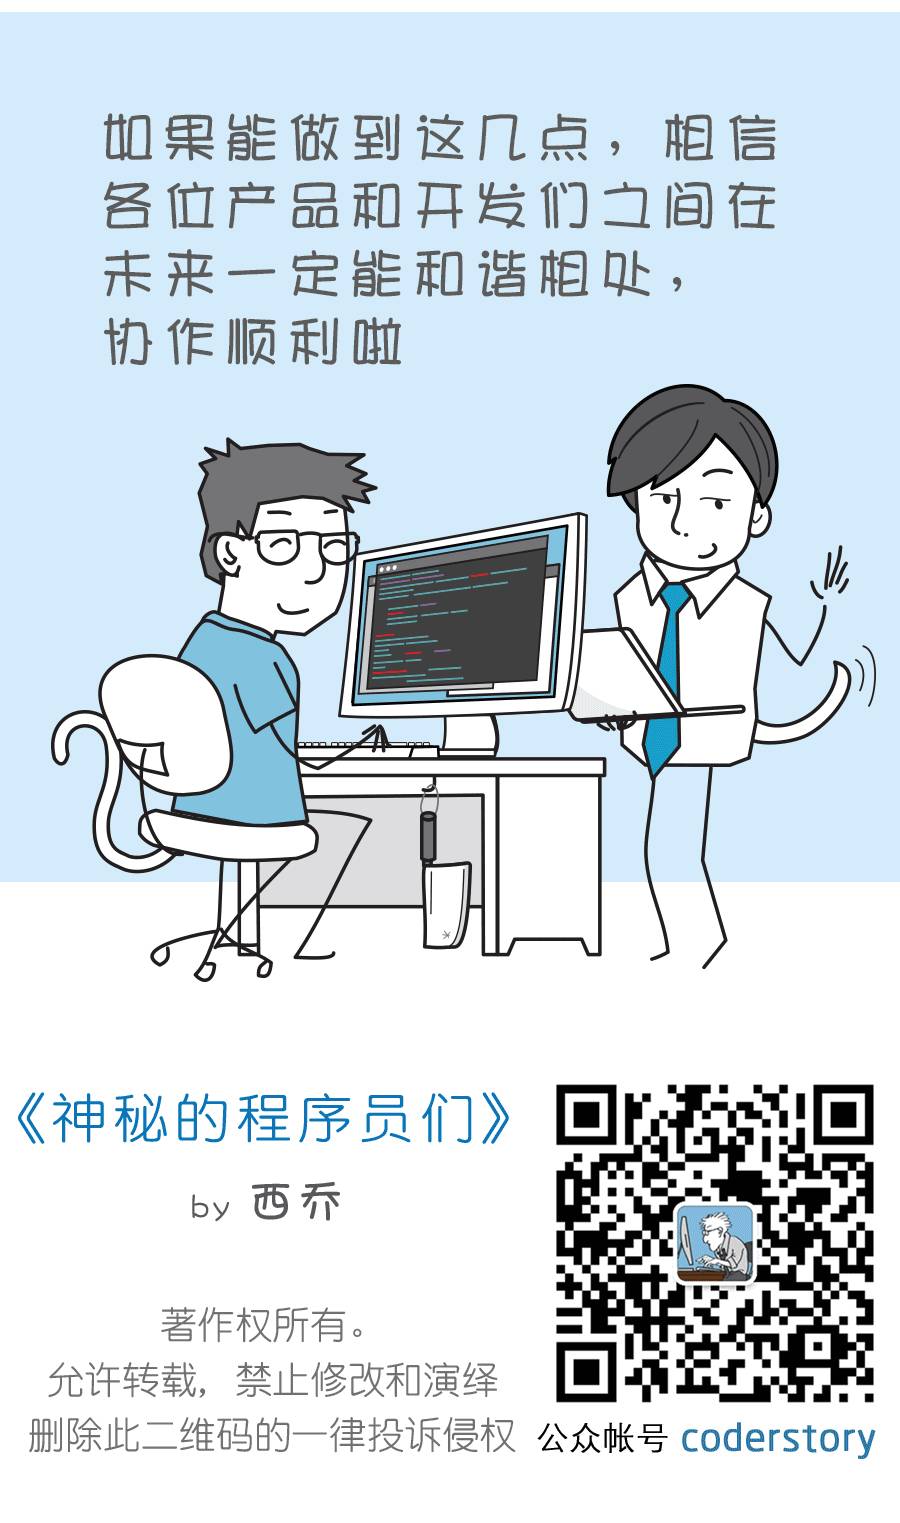 如果能做到这几点，相信
各位产品和开发们之间在
未来一定能和谐相处，
协作顺利啦
《神秘的程序员们》
by 西乔
著作权所有。
允许转载，禁止修改和演绎
删除此二维码的一律投诉侵权
公众帐号 coderstory